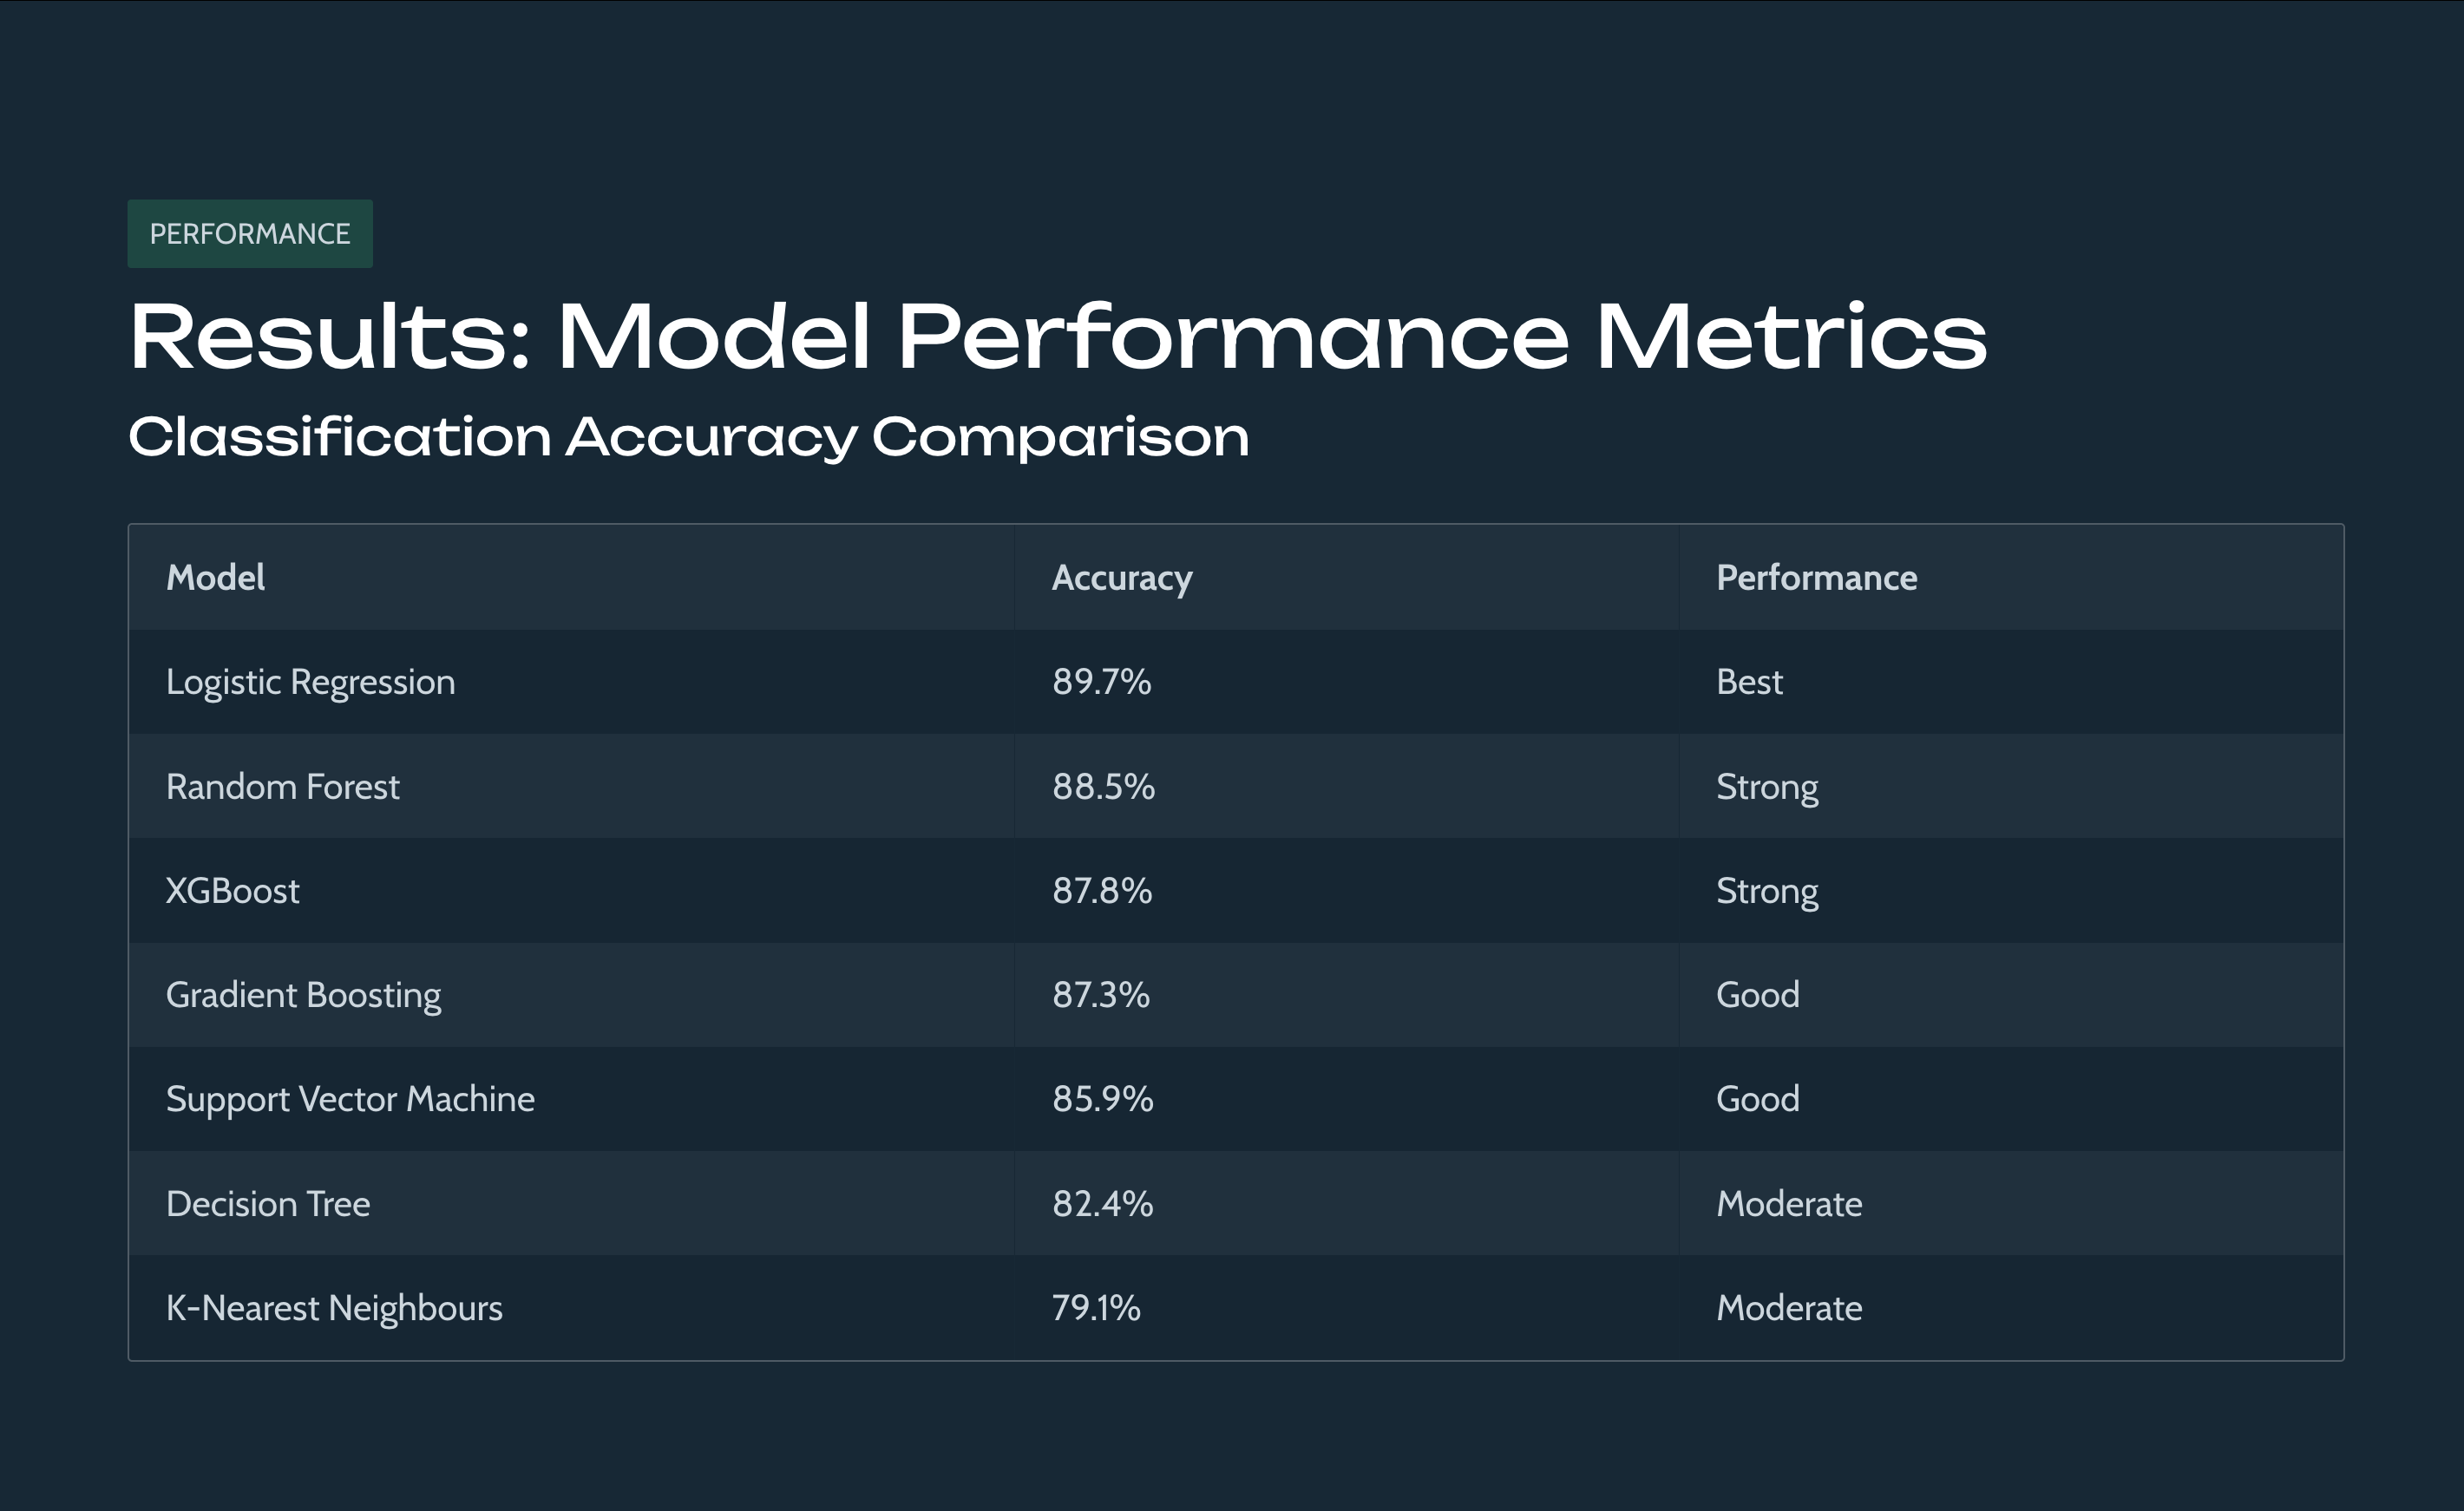 PERFORMANCE
Results: Model Performance Metrics
Classification Accuracy Comparison
Model Accuracy Performance
Logistic Regression 89.7% Best
Random Forest 88.5% Strong
XGBoost 87.8% Strong
Gradient Boosting 87.3% Good
Support Vector Machine 85.9% Good
Decision Tree 82.4% Moderate
K-Nearest Neighbours 79.1% Moderate